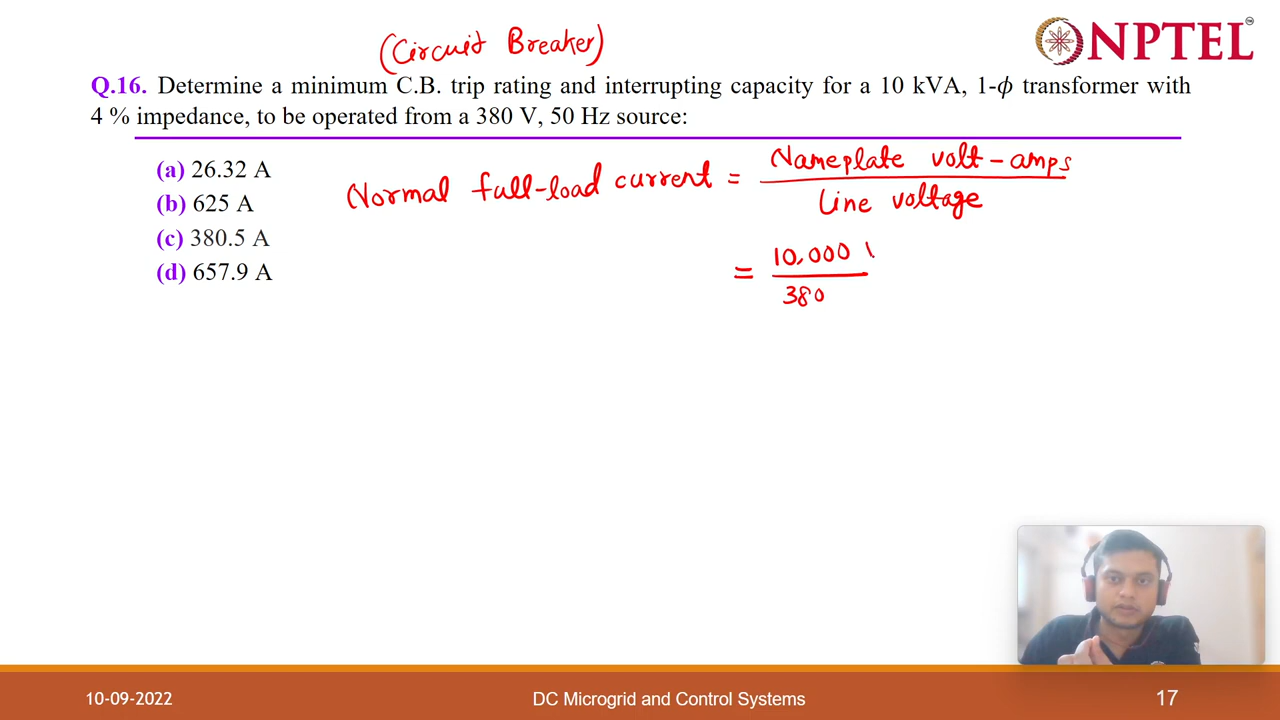 (Circuit Breaker)
NPTEL
Q.16. Determine a minimum C.B. trip rating and interrupting capacity for a 10 kVA, 1-ϕ transformer with
4 % impedance, to be operated from a 380 V, 50 Hz source:
(a) 26.32 A
(b) 625 A
(c) 380.5 A
(d) 657.9 A
Normal full-load current = Nameplate volt-amps
Line voltage
= 10,000 \
380
10-09-2022
DC Microgrid and Control Systems
17